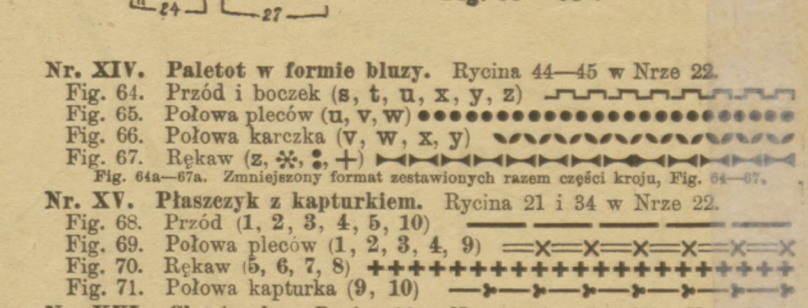 24 27
Nr. XIV. Paletot w formie bluzy. Rycina 44—45 w Nrze 22.
Fig. 64. Przód i boczek (s, t, u, x, y, z)
Fig. 65. Połowa pleców (u, v, w)
Fig. 66. Połowa karczka (v, w, x, y)
Fig. 67. Rękaw (z, ⁜, :, +)
Fig. 64a—67a. Zmniejszony format zestawionych razem części kroju, Fig. 64—67.
Nr. XV. Płaszczyk z kapturkiem. Rycina 21 i 34 w Nrze 22.
Fig. 68. Przód (1, 2, 3, 4, 5, 10)
Fig. 69. Połowa pleców (1, 2, 3, 4, 9)
Fig. 70. Rękaw (5, 6, 7, 8)
Fig. 71. Połowa kapturka (9, 10)